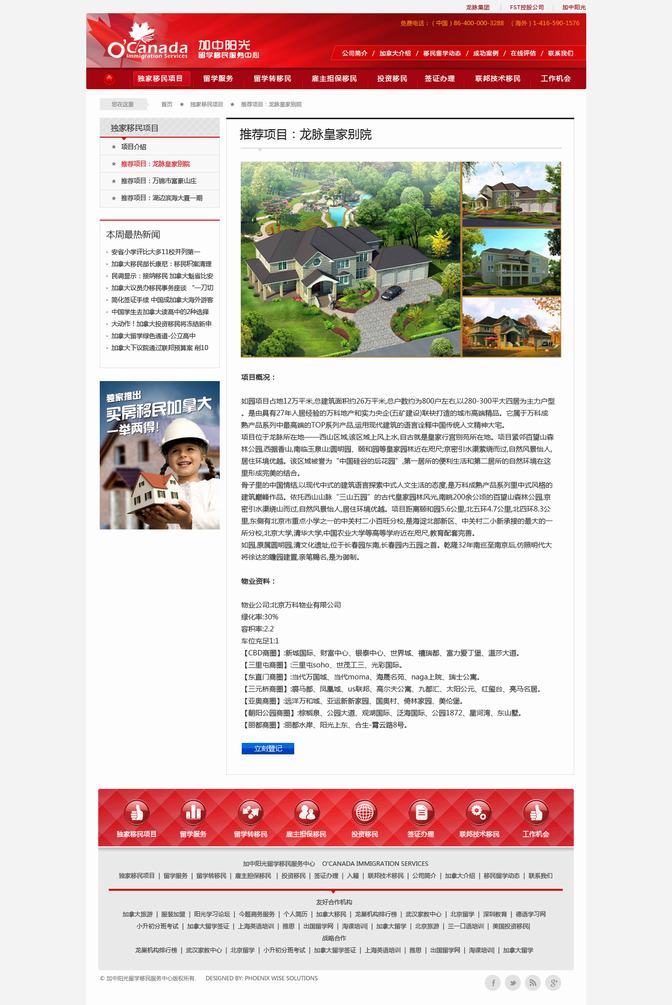 龙脉集团 | FST控股公司 | 加中阳光
免费电话：（中国）86-400-000-3288 （海外）1-416-590-1576
O'Canada
Immigration Services
加中阳光
留学移民服务中心
公司简介 / 加拿大介绍 / 移民留学动态 / 成功案例 / 在线评估 / 联系我们
独家移民项目 留学服务 留学转移民 雇主担保移民 投资移民 签证办理 联邦技术移民 工作机会
您在这里 首页 ★ 独家移民项目 ★ 推荐项目：龙脉皇家别院
独家移民项目
项目介绍
推荐项目：龙脉皇家别院
推荐项目：万锦市富豪山庄
推荐项目：湖边滨海大厦一期
本周最热新闻
安省小学评比大多11校并列第一
加拿大移民部长康尼：移民积案清理
民调显示：接纳移民 加拿大魁省比安
加拿大议员办移民事务座谈 “一刀切
简化签证手续 中国成加拿大海外游客
中国学生去加拿大读高中的2种选择
大动作！加拿大投资移民将冻结新申
加拿大留学绿色通道-公立高中
加拿大下议院通过联邦预算案 削10
独家推出
买房移民加拿大
一举两得！
推荐项目：龙脉皇家别院
项目概况：
如园项目占地12万平米,总建筑面积约26万平米,总户数约为800户左右,以280-300平大四居为主力户型
。是由具有27年人居经验的万科地产和实力央企(五矿建设)联袂打造的城市高端精品。它属于万科成
熟产品系列中最高端的TOP系列产品,运用现代建筑的语言诠释中国传统人文精神大宅。
项目位于龙脉所在地——西山区域,该区域上风上水,自古就是皇家行宫别苑所在地。项目紧邻百望山森
林公园,西据香山,南临玉泉山;圆明园、颐和园等皇家园林近在咫尺;京密引水渠萦绕而过,自然风景怡人,
居住环境优越。该区域被誉为“中国硅谷的后花园”,第一居所的便利生活和第二居所的自然环境在这
里形成完美的结合。
骨子里的中国情结,以现代中式的建筑语言探索中式人文生活的态度,是万科成熟产品系列里中式风格的
建筑巅峰作品。依托西山山脉“三山五园”的古代皇家园林风光,南眺200余公顷的百望山森林公园,京
密引水渠绕山而过,自然风景怡人,居住环境优越。项目距离颐和园5.6公里,北五环4.7公里,北四环8.3公
里,东侧有北京市重点小学之一的中关村二小百旺分校,是海淀北部新区、中关村二小新承接的最大的一
所分校,北京大学,清华大学,中国农业大学等高等学府近在咫尺,教育配套完善。
如园,原属圆明园,清文化遗址,位于长春园东南,长春园内五园之首。乾隆32年南巡至南京后,仿照明代大
将徐达的瞻园建置,亲笔赐名,是为御制。
物业资料：
物业公司:北京万科物业有限公司
绿化率:30%
容积率:2.2
车位充足1:1
【CBD商圈】:新城国际、财富中心、银泰中心、世界城、禧瑞都、富力爱丁堡、温莎大道。
【三里屯商圈】:三里屯soho、世茂工三、光彩国际。
【东直门商圈】:当代万国城、当代moma、海晟名苑、naga上院、瑞士公寓。
【三元桥商圈】:裘马都、凤凰城、us联邦、高尔夫公寓、九都汇、太阳公元、红玺台、亮马名居。
【亚奥商圈】:远洋万和城、亚运新新家园、国奥村、倚林家园、美伦堡。
【朝阳公园商圈】:棕榈泉、公园大道、观湖国际、泛海国际、公园1872、星河湾、东山墅。
【丽都商圈】:丽都水岸、阳光上东、合生-霄云路8号。
立刻登记
独家移民项目 留学服务 留学转移民 雇主担保移民 投资移民 签证办理 联邦技术移民 工作机会
加中阳光留学移民服务中心 O'CANADA IMMIGRATION SERVICES
独家移民项目 | 留学服务 | 留学转移民 | 雇主担保移民 | 投资移民 | 签证办理 | 入籍 | 联邦技术移民 | 公司简介 | 加拿大介绍 | 移民留学动态 | 联系我们
友好合作机构
加拿大旅游 | 服装加盟 | 阳光学习论坛 | 今题商务服务 | 个人简历 | 加拿大移民 | 龙巢机构排行榜 | 武汉家教中心 | 北京留学 | 深圳教育 | 德语学习网
小升初分班考试 | 加拿大留学签证 | 上海英语培训 | 雅思 | 出国留学网 | 淘课培训| 加拿大留学 | 北京旅游 | 三一口语培训 | 美国投资移民|
战略合作
龙巢机构排行榜 | 武汉家教中心 | 北京留学 | 小升初分班考试 | 加拿大留学签证 | 上海英语培训 | 雅思 | 出国留学网 | 淘课培训| | 加拿大留学
© 加中阳光留学移民服务中心版权所有. DESIGNED BY: PHOENIX WISE SOLUTIONS